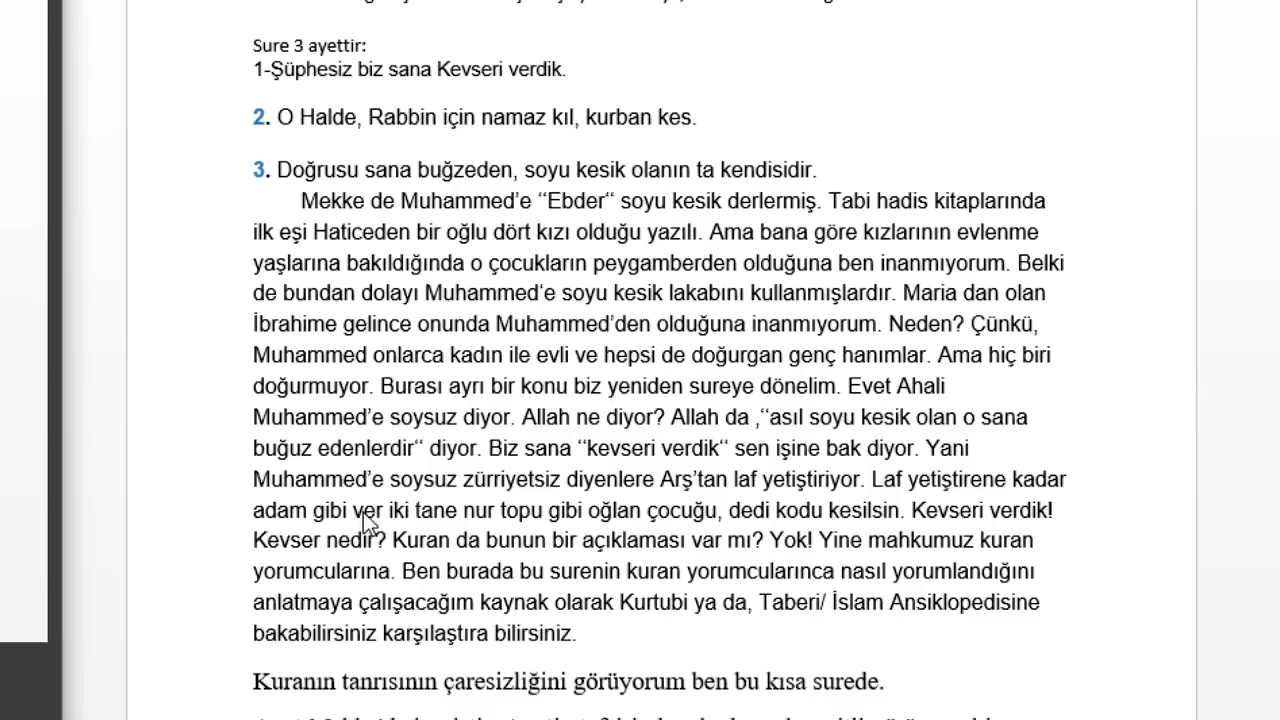 Sure 3 ayettir:
1-Şüphesiz biz sana Kevseri verdik.
2. O Halde, Rabbin için namaz kıl, kurban kes.
3. Doğrusu sana buğzeden, soyu kesik olanın ta kendisidir.
Mekke de Muhammed’e “Ebder“ soyu kesik derlermiş. Tabi hadis kitaplarında
ilk eşi Haticeden bir oğlu dört kızı olduğu yazılı. Ama bana göre kızlarının evlenme
yaşlarına bakıldığında o çocukların peygamberden olduğuna ben inanmıyorum. Belki
de bundan dolayı Muhammed‘e soyu kesik lakabını kullanmışlardır. Maria dan olan
İbrahime gelince onunda Muhammed’den olduğuna inanmıyorum. Neden? Çünkü,
Muhammed onlarca kadın ile evli ve hepsi de doğurgan genç hanımlar. Ama hiç biri
doğurmuyor. Burası ayrı bir konu biz yeniden sureye dönelim. Evet Ahali
Muhammed’e soysuz diyor. Allah ne diyor? Allah da ,“asıl soyu kesik olan o sana
buğuz edenlerdir“ diyor. Biz sana “kevseri verdik“ sen işine bak diyor. Yani
Muhammed’e soysuz zürriyetsiz diyenlere Arş’tan laf yetiştiriyor. Laf yetiştirene kadar
adam gibi ver iki tane nur topu gibi oğlan çocuğu, dedi kodu kesilsin. Kevseri verdik!
Kevser nedir? Kuran da bunun bir açıklaması var mı? Yok! Yine mahkumuz kuran
yorumcularına. Ben burada bu surenin kuran yorumcularınca nasıl yorumlandığını
anlatmaya çalışacağım kaynak olarak Kurtubi ya da, Taberi/ İslam Ansiklopedisine
bakabilirsiniz karşılaştıra bilirsiniz.
Kuranın tanrısının çaresizliğini görüyorum ben bu kısa surede.